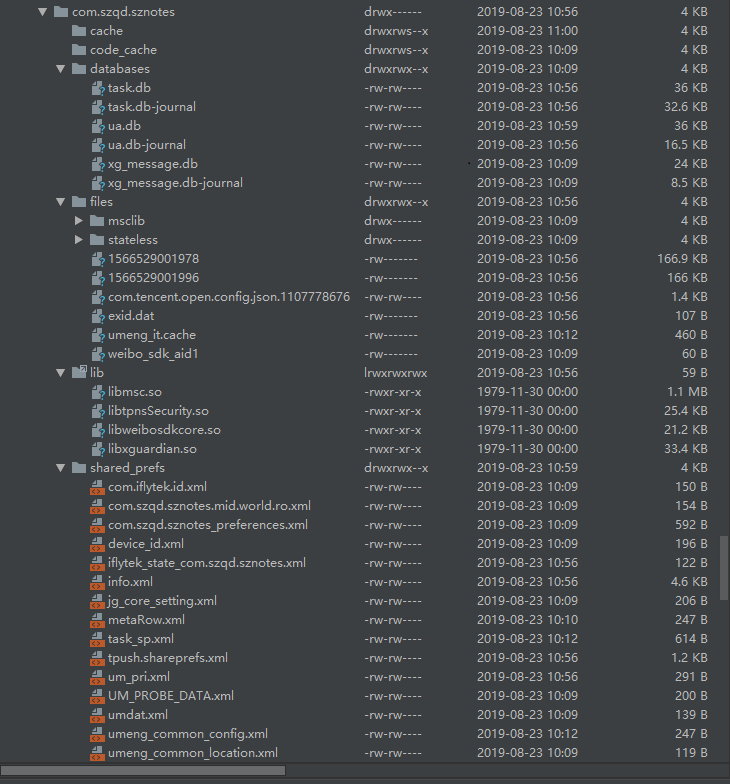 com.szqd.sznotes drwx------ 2019-08-23 10:56 4 KB
cache drwxrws--x 2019-08-23 11:00 4 KB
code_cache drwxrws--x 2019-08-23 10:09 4 KB
databases drwxrwx--x 2019-08-23 10:09 4 KB
task.db -rw-rw---- 2019-08-23 10:56 36 KB
task.db-journal -rw-rw---- 2019-08-23 10:56 32.6 KB
ua.db -rw-rw---- 2019-08-23 10:59 36 KB
ua.db-journal -rw-rw---- 2019-08-23 10:56 16.5 KB
xg_message.db -rw-rw---- 2019-08-23 10:09 24 KB
xg_message.db-journal -rw-rw---- 2019-08-23 10:09 8.5 KB
files drwxrwx--x 2019-08-23 10:56 4 KB
msclib drwx------ 2019-08-23 10:09 4 KB
stateless drwx------ 2019-08-23 10:09 4 KB
1566529001978 -rw------- 2019-08-23 10:56 166.9 KB
1566529001996 -rw------- 2019-08-23 10:56 166 KB
com.tencent.open.config.json.1107778676 -rw-rw---- 2019-08-23 10:56 1.4 KB
exid.dat -rw------- 2019-08-23 10:56 107 B
umeng_it.cache -rw------- 2019-08-23 10:12 460 B
weibo_sdk_aid1 -rw------- 2019-08-23 10:09 60 B
lib lrwxrwxrwx 2019-08-23 10:56 59 B
libmsc.so -rwxr-xr-x 1979-11-30 00:00 1.1 MB
libtpnsSecurity.so -rwxr-xr-x 1979-11-30 00:00 25.4 KB
libweibosdkcore.so -rwxr-xr-x 1979-11-30 00:00 21.2 KB
libxguardian.so -rwxr-xr-x 1979-11-30 00:00 33.4 KB
shared_prefs drwxrwx--x 2019-08-23 10:59 4 KB
com.iflytek.id.xml -rw-rw---- 2019-08-23 10:09 150 B
com.szqd.sznotes.mid.world.ro.xml -rw-rw---- 2019-08-23 10:09 154 B
com.szqd.sznotes_preferences.xml -rw-rw---- 2019-08-23 10:09 592 B
device_id.xml -rw-rw---- 2019-08-23 10:09 196 B
iflytek_state_com.szqd.sznotes.xml -rw-rw---- 2019-08-23 10:56 122 B
info.xml -rw-rw---- 2019-08-23 10:56 4.6 KB
jg_core_setting.xml -rw-rw---- 2019-08-23 10:09 206 B
metaRow.xml -rw-rw---- 2019-08-23 10:10 247 B
task_sp.xml -rw-rw---- 2019-08-23 10:12 614 B
tpush.shareprefs.xml -rw-rw---- 2019-08-23 10:56 1.2 KB
um_pri.xml -rw-rw---- 2019-08-23 10:56 291 B
UM_PROBE_DATA.xml -rw-rw---- 2019-08-23 10:09 200 B
umdat.xml -rw-rw---- 2019-08-23 10:09 139 B
umeng_common_config.xml -rw-rw---- 2019-08-23 10:12 247 B
umeng_common_location.xml -rw-rw---- 2019-08-23 10:09 119 B